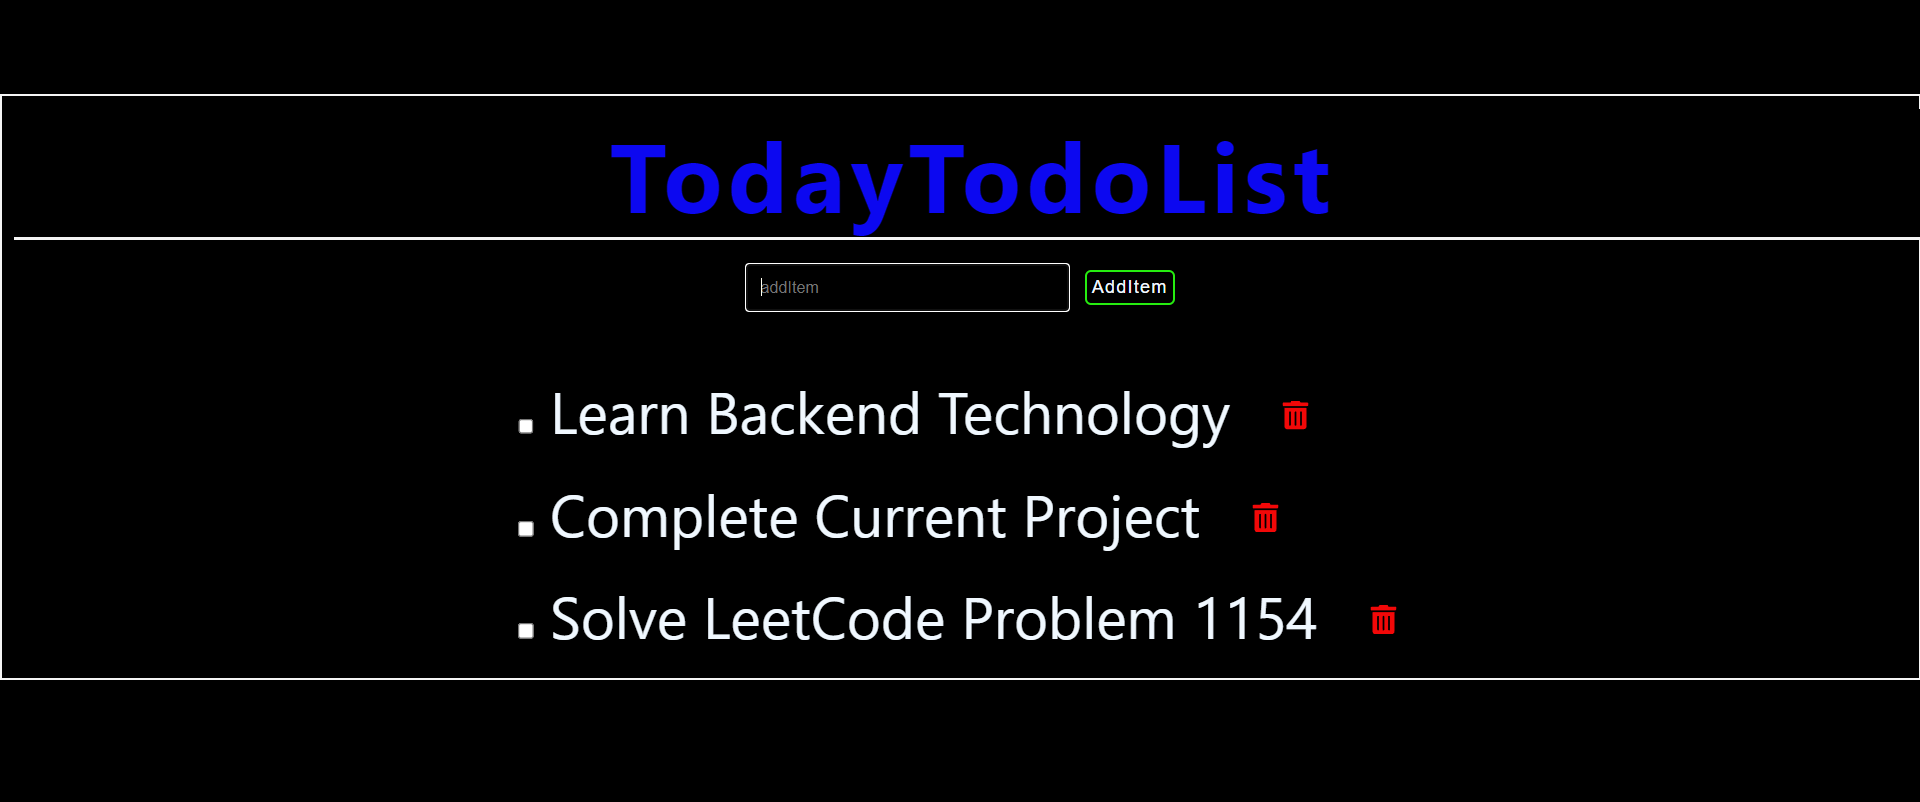 TodayTodoList
addItem AddItem
Learn Backend Technology
Complete Current Project
Solve LeetCode Problem 1154